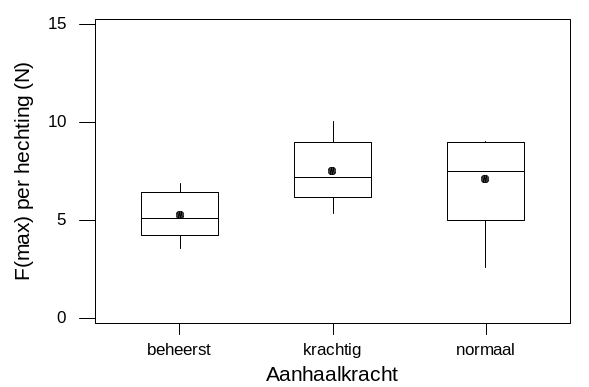 F(max) per hechting (N)
15
10
5
0
beheerst krachtig normaal
Aanhaalkracht